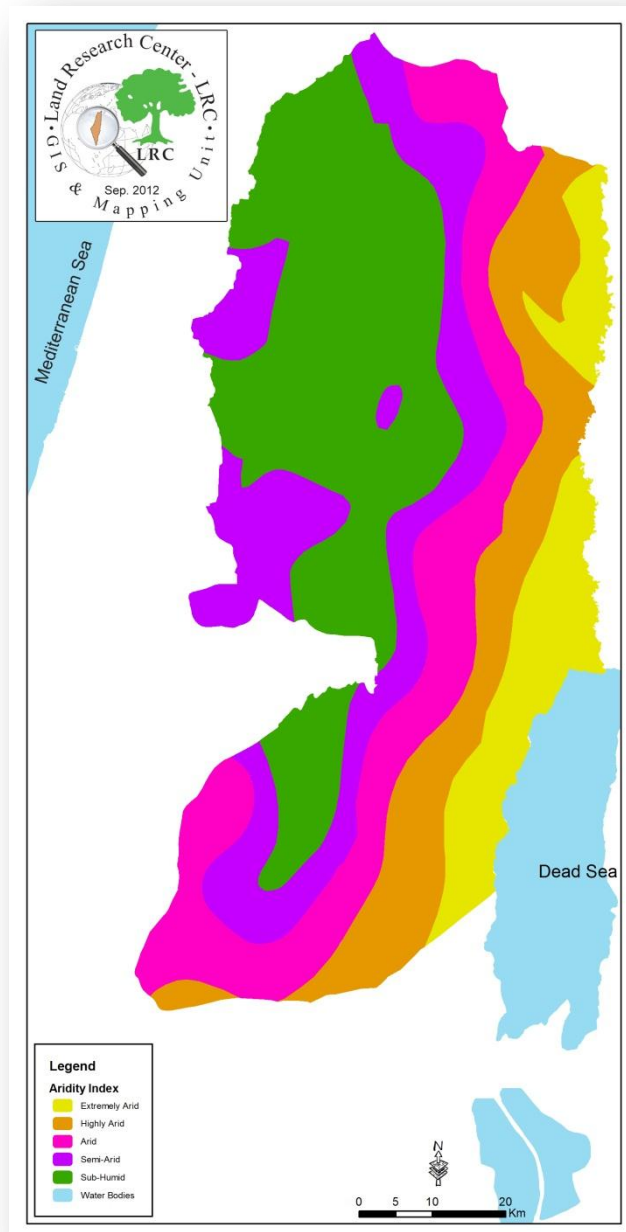 Land Research Center - LRC
GIS & Mapping Unit
LRC
Sep. 2012
Mediterranean Sea
Dead Sea
Legend
Aridity Index
Extremely Arid
Highly Arid
Arid
Semi-Arid
Sub-Humid
Water Bodies
N
0 5 10 20
Km